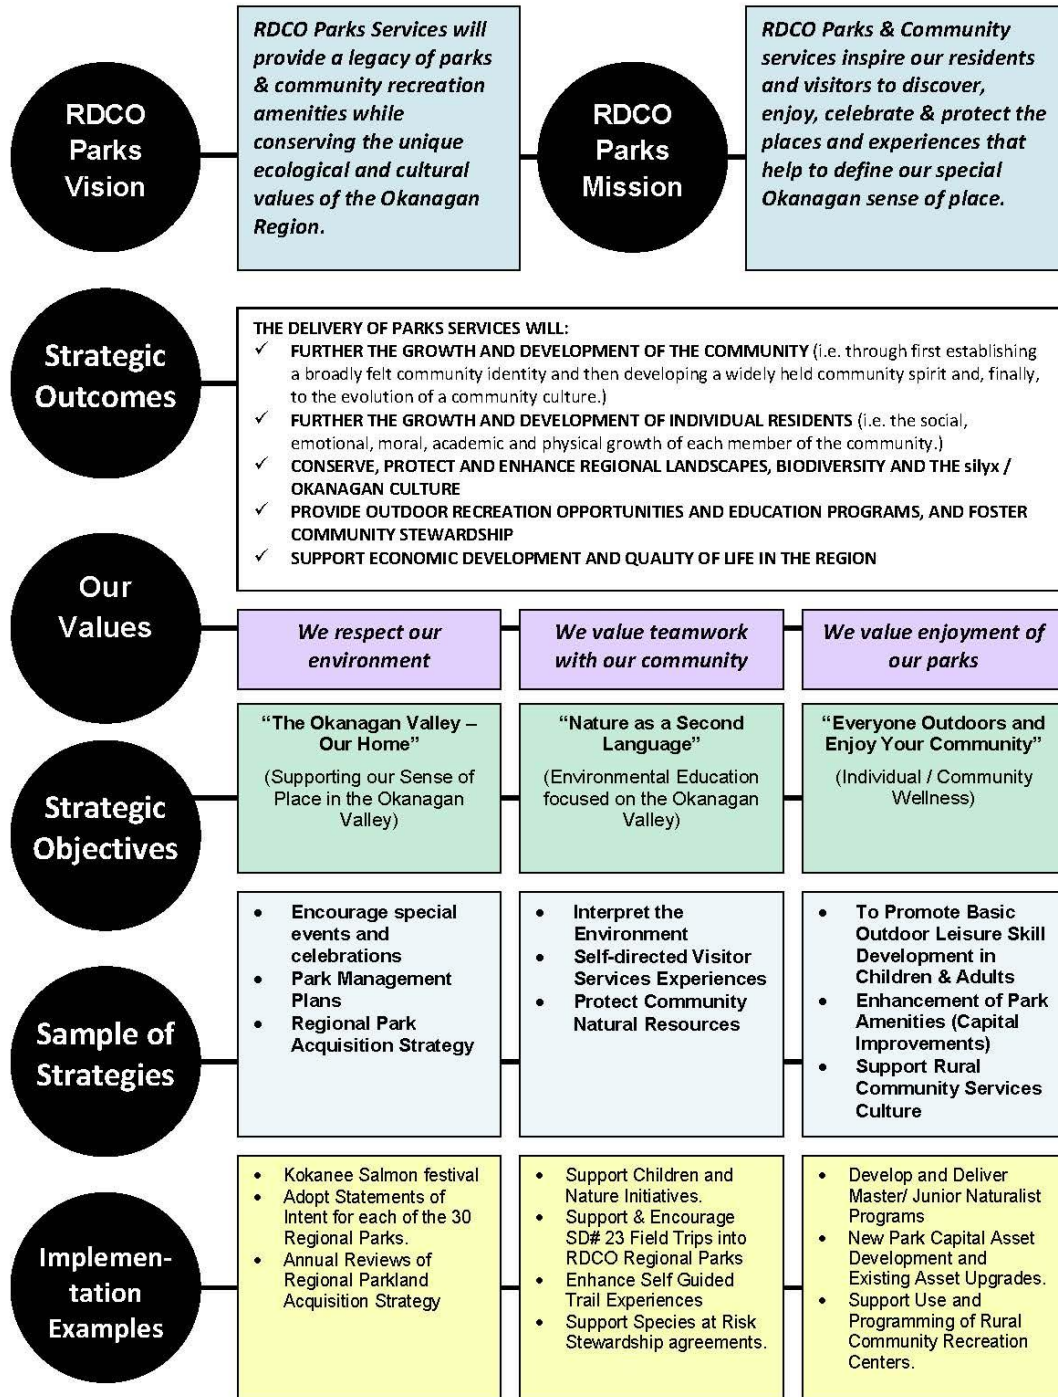 RDCO
Parks
Vision
RDCO Parks Services will
provide a legacy of parks
& community recreation
amenities while
conserving the unique
ecological and cultural
values of the Okanagan
Region.
RDCO
Parks
Mission
RDCO Parks & Community
services inspire our residents
and visitors to discover,
enjoy, celebrate & protect the
places and experiences that
help to define our special
Okanagan sense of place.
Strategic
Outcomes
THE DELIVERY OF PARKS SERVICES WILL:
✓ FURTHER THE GROWTH AND DEVELOPMENT OF THE COMMUNITY (i.e. through first establishing
a broadly felt community identity and then developing a widely held community spirit and, finally,
to the evolution of a community culture.)
✓ FURTHER THE GROWTH AND DEVELOPMENT OF INDIVIDUAL RESIDENTS (i.e. the social,
emotional, moral, academic and physical growth of each member of the community.)
✓ CONSERVE, PROTECT AND ENHANCE REGIONAL LANDSCAPES, BIODIVERSITY AND THE silyx /
OKANAGAN CULTURE
✓ PROVIDE OUTDOOR RECREATION OPPORTUNITIES AND EDUCATION PROGRAMS, AND FOSTER
COMMUNITY STEWARDSHIP
✓ SUPPORT ECONOMIC DEVELOPMENT AND QUALITY OF LIFE IN THE REGION
Our
Values
We respect our
environment
We value teamwork
with our community
We value enjoyment of
our parks
Strategic
Objectives
“The Okanagan Valley –
Our Home”
(Supporting our Sense of
Place in the Okanagan
Valley)
“Nature as a Second
Language”
(Environmental Education
focused on the Okanagan
Valley)
“Everyone Outdoors and
Enjoy Your Community”
(Individual / Community
Wellness)
Sample of
Strategies
• Encourage special
events and
celebrations
• Park Management
Plans
• Regional Park
Acquisition Strategy
• Interpret the
Environment
• Self-directed Visitor
Services Experiences
• Protect Community
Natural Resources
• To Promote Basic
Outdoor Leisure Skill
Development in
Children & Adults
• Enhancement of Park
Amenities (Capital
Improvements)
• Support Rural
Community Services
Culture
Implemen-
tation
Examples
• Kokanee Salmon festival
• Adopt Statements of
Intent for each of the 30
Regional Parks.
• Annual Reviews of
Regional Parkland
Acquisition Strategy
• Support Children and
Nature Initiatives.
• Support & Encourage
SD# 23 Field Trips into
RDCO Regional Parks
• Enhance Self Guided
Trail Experiences
• Support Species at Risk
Stewardship agreements.
• Develop and Deliver
Master/ Junior Naturalist
Programs
• New Park Capital Asset
Development and
Existing Asset Upgrades.
• Support Use and
Programming of Rural
Community Recreation
Centers.